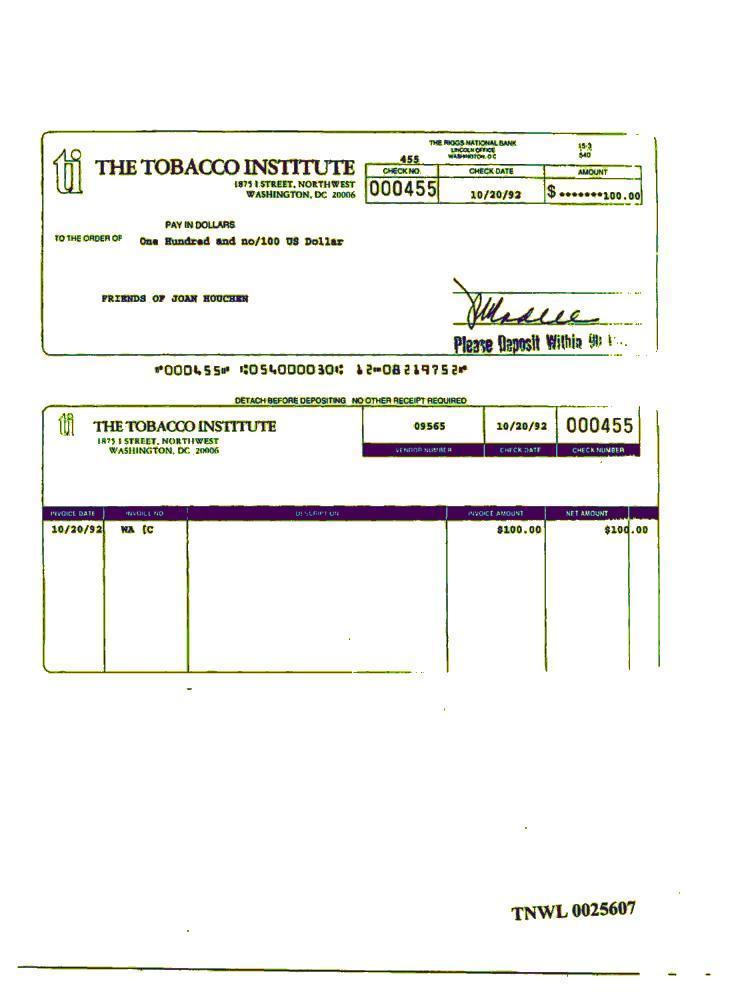 THE RIGGS NATIONAL BANK
LINCOLN OFFICE
WASHINGTON, D C
15-3
540
455
ti THE TOBACCO INSTITUTE
1875 I STREET, NORTHWEST
WASHINGTON, DC 20006
CHECK NO. CHECK DATE AMOUNT
000455 10/20/92 $*******100.00
PAY IN DOLLARS
TO THE ORDER OF One Hundred and no/100 US Dollar
FRIENDS OF JOAN HOUCHEN
Please Deposit Within 90
⑈000455⑈ ⑆054000030⑆ 12⑈08219752⑈
DETACH BEFORE DEPOSITING NO OTHER RECEIPT REQUIRED
ti THE TOBACCO INSTITUTE
1875 I STREET, NORTHWEST
WASHINGTON, DC 20006
09565 10/20/92 000455
VENDOR NUMBER CHECK DATE CHECK NUMBER
INVOICE DATE INVOICE NO DESCRIPTION INVOICE AMOUNT NET AMOUNT
10/20/92 WA (C $100.00 $100.00
TNWL 0025607